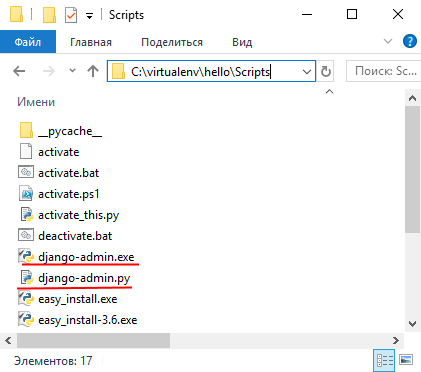 Scripts
Файл Главная Поделиться Вид
C:\virtualenv\hello\Scripts Поиск: Sc...
Имени
__pycache__
activate
activate.bat
activate.ps1
activate_this.py
deactivate.bat
django-admin.exe
django-admin.py
easy_install.exe
easy_install-3.6.exe
Элементов: 17